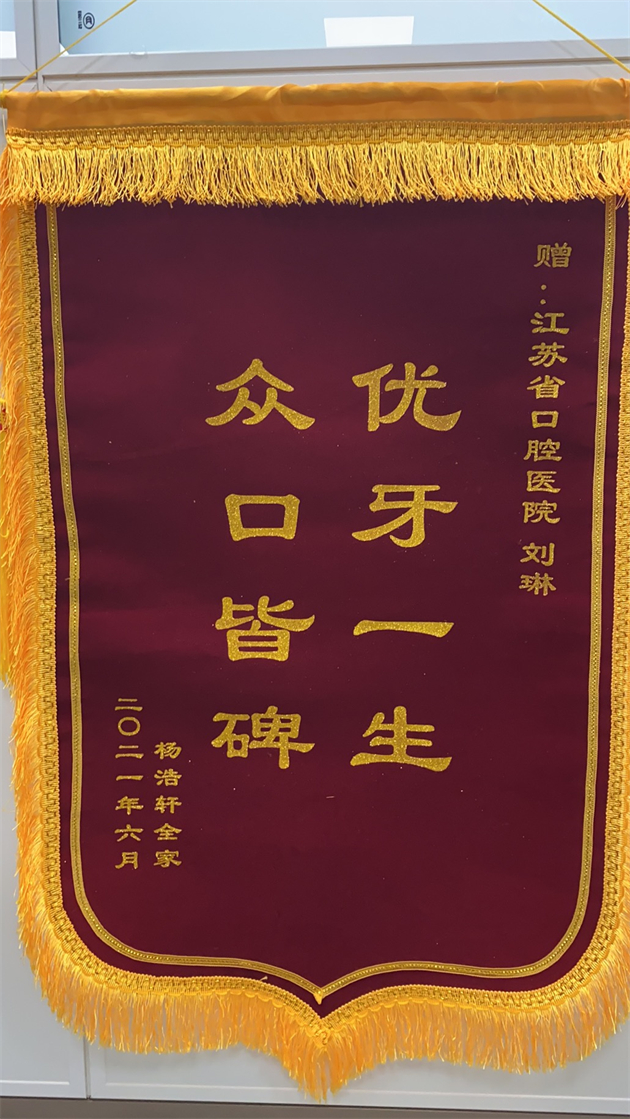 赠：江苏省口腔医院 刘琳
优牙一生
众口皆碑
杨浩轩全家
二〇二一年六月